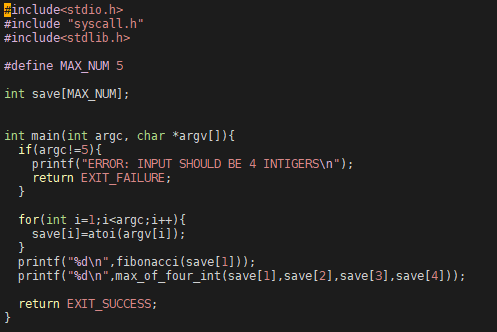 #include<stdio.h>
#include "syscall.h"
#include<stdlib.h>
#define MAX_NUM 5
int save[MAX_NUM];
int main(int argc, char *argv[]){
if(argc!=5){
printf("ERROR: INPUT SHOULD BE 4 INTIGERS\n");
return EXIT_FAILURE;
}
for(int i=1;i<argc;i++){
save[i]=atoi(argv[i]);
}
printf("%d\n",fibonacci(save[1]));
printf("%d\n",max_of_four_int(save[1],save[2],save[3],save[4]));
return EXIT_SUCCESS;
}